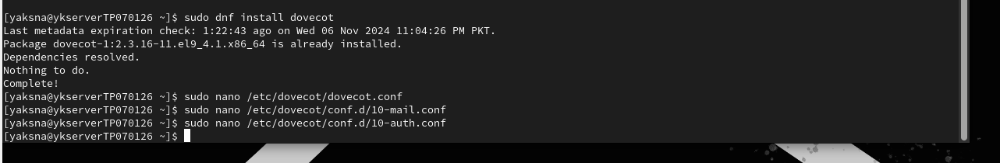 [yaksna@ykserverTP070126 ~]$ sudo dnf install dovecot
Last metadata expiration check: 1:22:43 ago on Wed 06 Nov 2024 11:04:26 PM PKT.
Package dovecot-1:2.3.16-11.el9_4.1.x86_64 is already installed.
Dependencies resolved.
Nothing to do.
Complete!
[yaksna@ykserverTP070126 ~]$ sudo nano /etc/dovecot/dovecot.conf
[yaksna@ykserverTP070126 ~]$ sudo nano /etc/dovecot/conf.d/10-mail.conf
[yaksna@ykserverTP070126 ~]$ sudo nano /etc/dovecot/conf.d/10-auth.conf
[yaksna@ykserverTP070126 ~]$